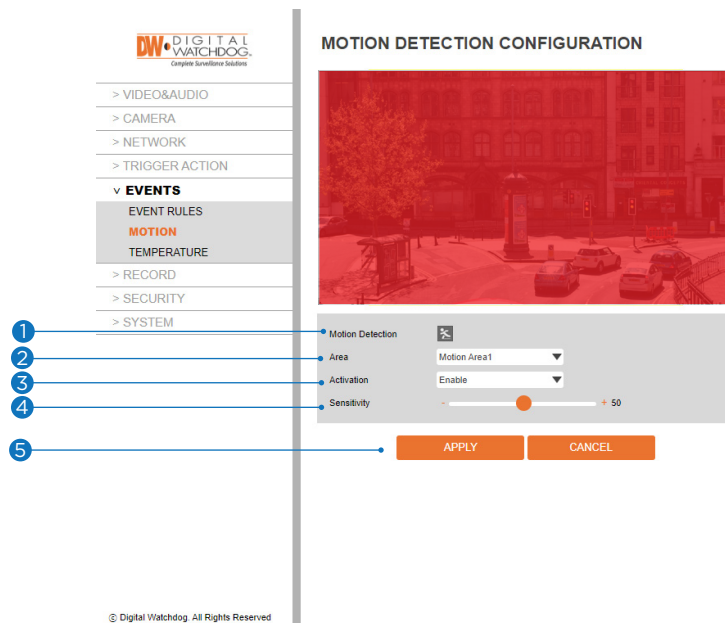 DW DIGITAL
WATCHDOG.
Complete Surveillance Solutions
MOTION DETECTION CONFIGURATION
> VIDEO&AUDIO
> CAMERA
> NETWORK
> TRIGGER ACTION
v EVENTS
EVENT RULES
MOTION
TEMPERATURE
> RECORD
> SECURITY
> SYSTEM
1 Motion Detection
2 Area Motion Area1
3 Activation Enable
4 Sensitivity - + 50
5 APPLY CANCEL
© Digital Watchdog. All Rights Reserved